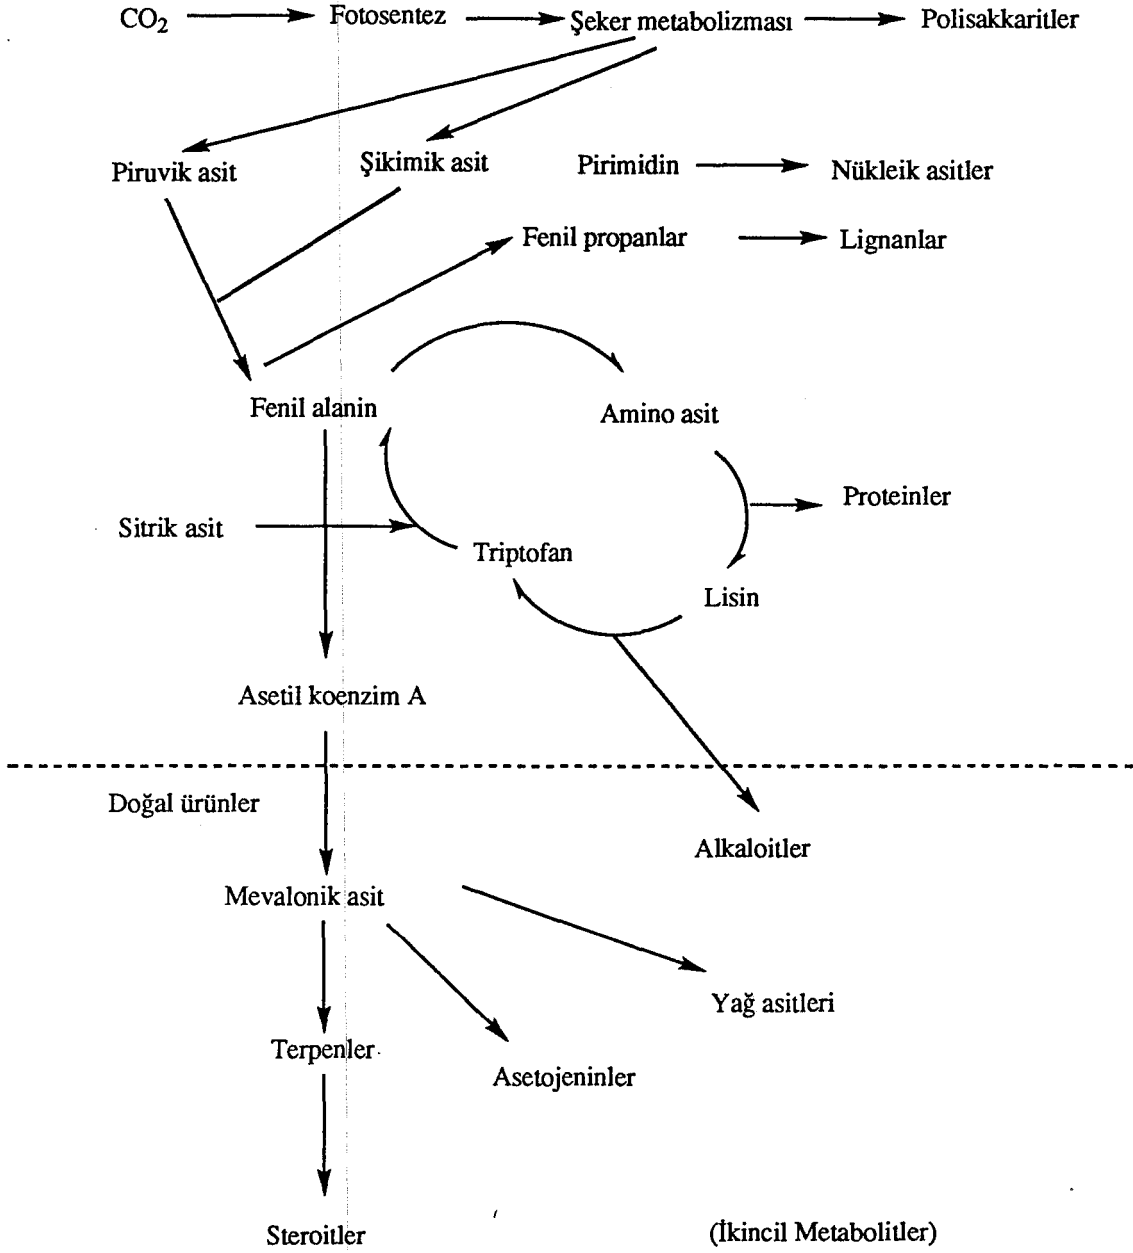 CO₂ Fotosentez Şeker metabolizması Polisakkaritler
Piruvik asit Şikimik asit Pirimidin Nükleik asitler
Fenil propanlar Lignanlar
Fenil alanin Amino asit
Proteinler
Sitrik asit Triptofan
Lisin
Asetil koenzim A
Doğal ürünler
Alkaloitler
Mevalonik asit
Yağ asitleri
Terpenler
Asetojeninler
Steroitler (İkincil Metabolitler)